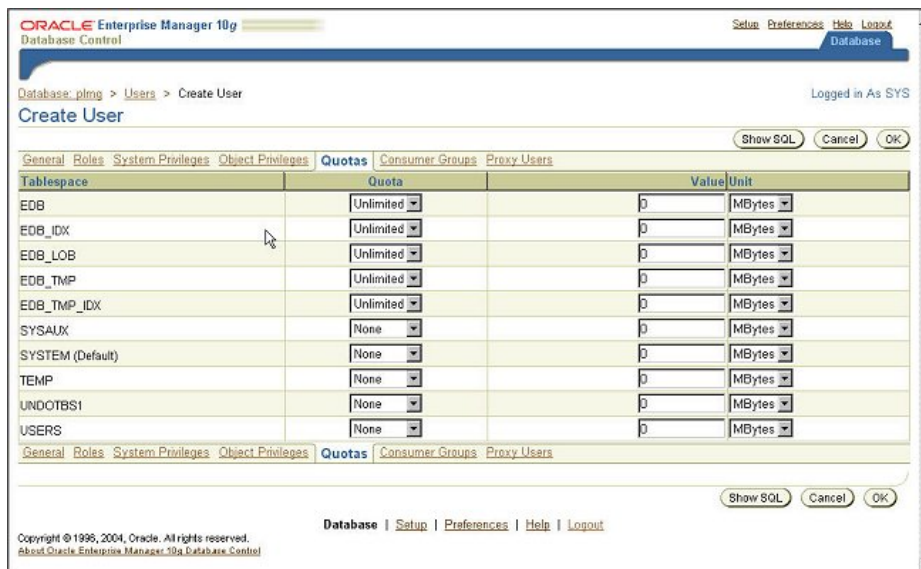 ORACLE Enterprise Manager 10g
Database Control
Setup Preferences Help Logout
Database
Database: plmg > Users > Create User
Logged in As SYS
Create User
Show SQL Cancel OK
General Roles System Privileges Object Privileges Quotas Consumer Groups Proxy Users
Tablespace Quota Value Unit
EDB Unlimited 0 MBytes
EDB_IDX Unlimited 0 MBytes
EDB_LOB Unlimited 0 MBytes
EDB_TMP Unlimited 0 MBytes
EDB_TMP_IDX Unlimited 0 MBytes
SYSAUX None 0 MBytes
SYSTEM (Default) None 0 MBytes
TEMP None 0 MBytes
UNDOTBS1 None 0 MBytes
USERS None 0 MBytes
General Roles System Privileges Object Privileges Quotas Consumer Groups Proxy Users
Show SQL Cancel OK
Database | Setup | Preferences | Help | Logout
Copyright © 1996, 2004, Oracle. All rights reserved.
About Oracle Enterprise Manager 10g Database Control